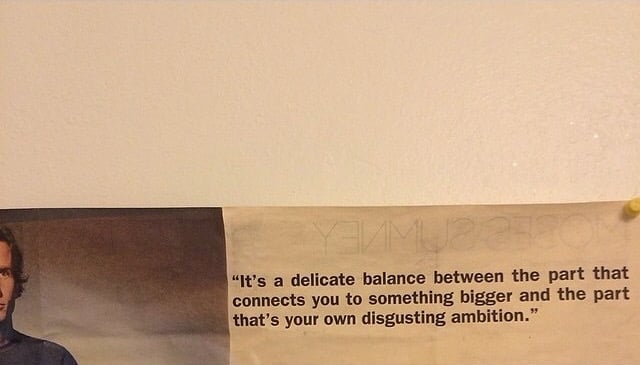 “It’s a delicate balance between the part that
connects you to something bigger and the part
that’s your own disgusting ambition.”